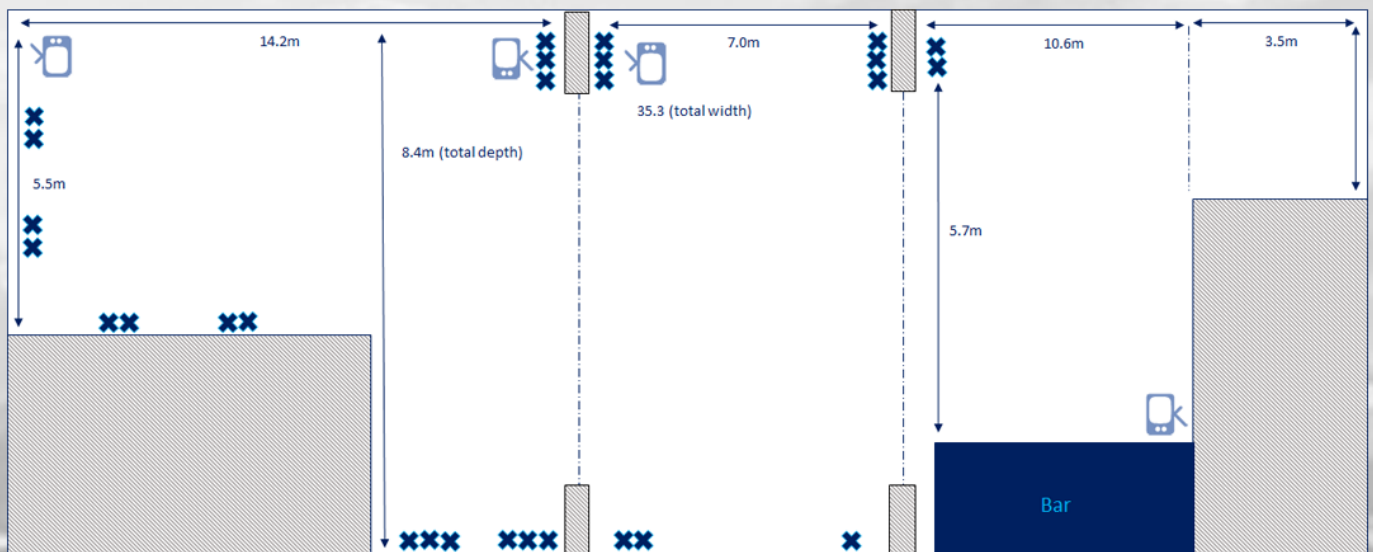 14.2m
7.0m
10.6m
3.5m
35.3 (total width)
8.4m (total depth)
5.5m
5.7m
Bar